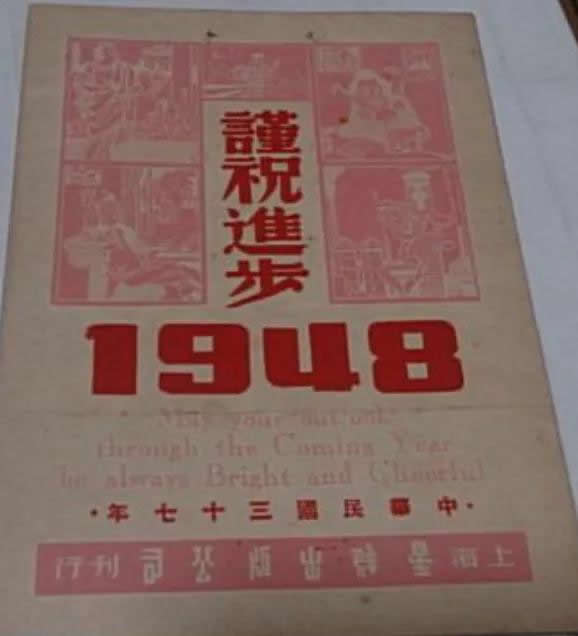 謹祝進步
1948
May your outlook
through the Coming Year
be always Bright and Cheerful
·中華民國三十七年·
上海出版公司刊行